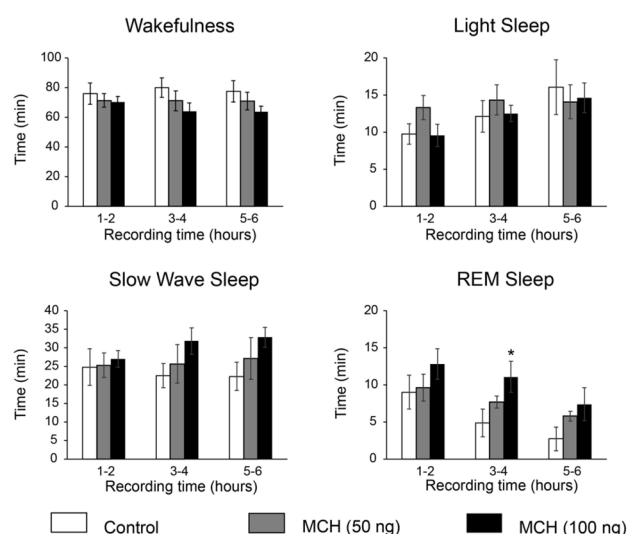 Wakefulness
Time (min)
100
80
60
40
20
0
1-2 3-4 5-6
Recording time (hours)
Light Sleep
Time (min)
20
15
10
5
0
1-2 3-4 5-6
Recording time (hours)
Slow Wave Sleep
Time (min)
40
35
30
25
20
15
10
5
0
1-2 3-4 5-6
Recording time (hours)
REM Sleep
Time (min)
20
15
10
5
0
*
1-2 3-4 5-6
Recording time (hours)
Control MCH (50 ng) MCH (100 ng)